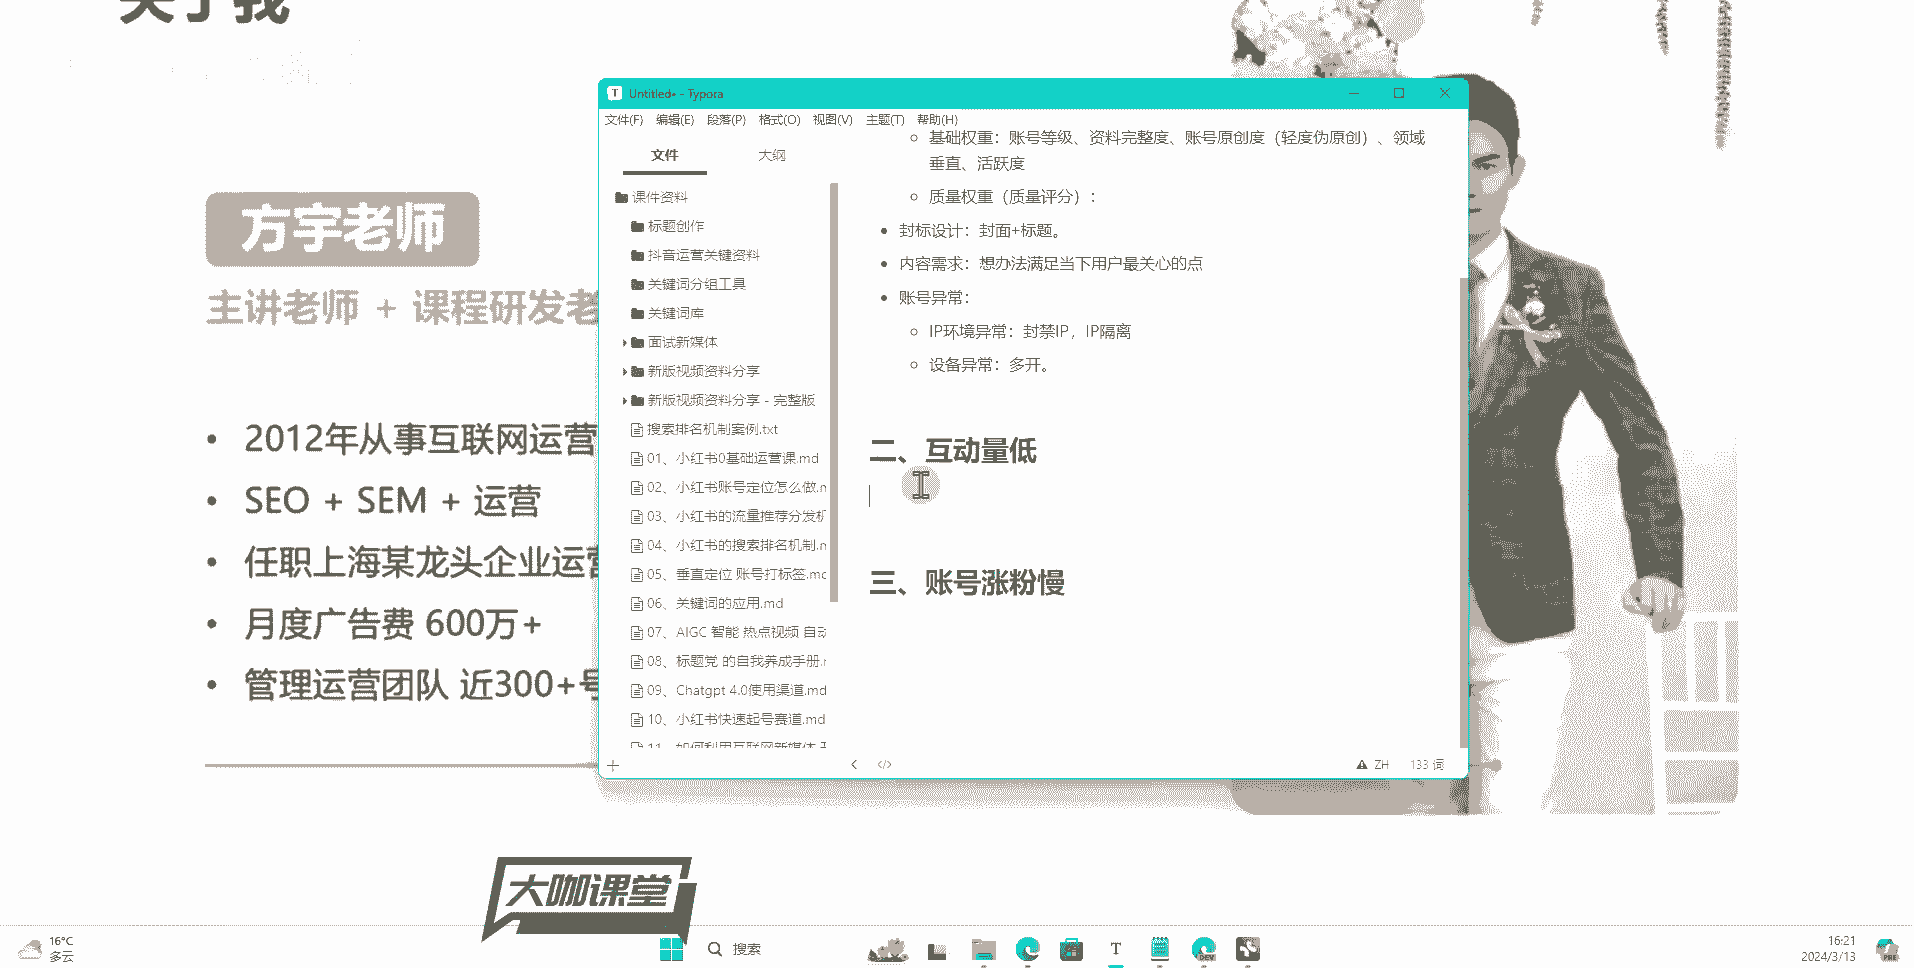 关于我
方宇老师
主讲老师 + 课程研发老
• 2012年从事互联网运营
• SEO + SEM + 运营
• 任职上海某龙头企业运营
• 月度广告费 600万+
• 管理运营团队 近300+号
Untitled• - Typora
文件(F) 编辑(E) 段落(P) 格式(O) 视图(V) 主题(T) 帮助(H)
文件 大纲
课件资料
标题创作
抖音运营关键资料
关键词分组工具
关键词库
面试新媒体
新版视频资料分享
新版视频资料分享 - 完整版
搜索排名机制案例.txt
01、小红书0基础运营课.md
02、小红书账号定位怎么做.m
03、小红书的流量推荐分发机
04、小红书的搜索排名机制.m
05、垂直定位 账号打标签.md
06、关键词的应用.md
07、AIGC 智能 热点视频 自动
08、标题党 的自我养成手册.m
09、Chatgpt 4.0使用渠道.md
10、小红书快速起号赛道.md
11、如何利用互联网新媒体
基础权重：账号等级、资料完整度、账号原创度（轻度伪原创）、领域
垂直、活跃度
质量权重（质量评分）：
• 封标设计：封面+标题。
• 内容需求：想办法满足当下用户最关心的点
• 账号异常：
IP环境异常：封禁IP，IP隔离
设备异常：多开。
二、互动量低
三、账号涨粉慢
ZH 133 词
大咖课堂
16°C
多云
搜索
DEV
16:21
2024/3/13
PRE